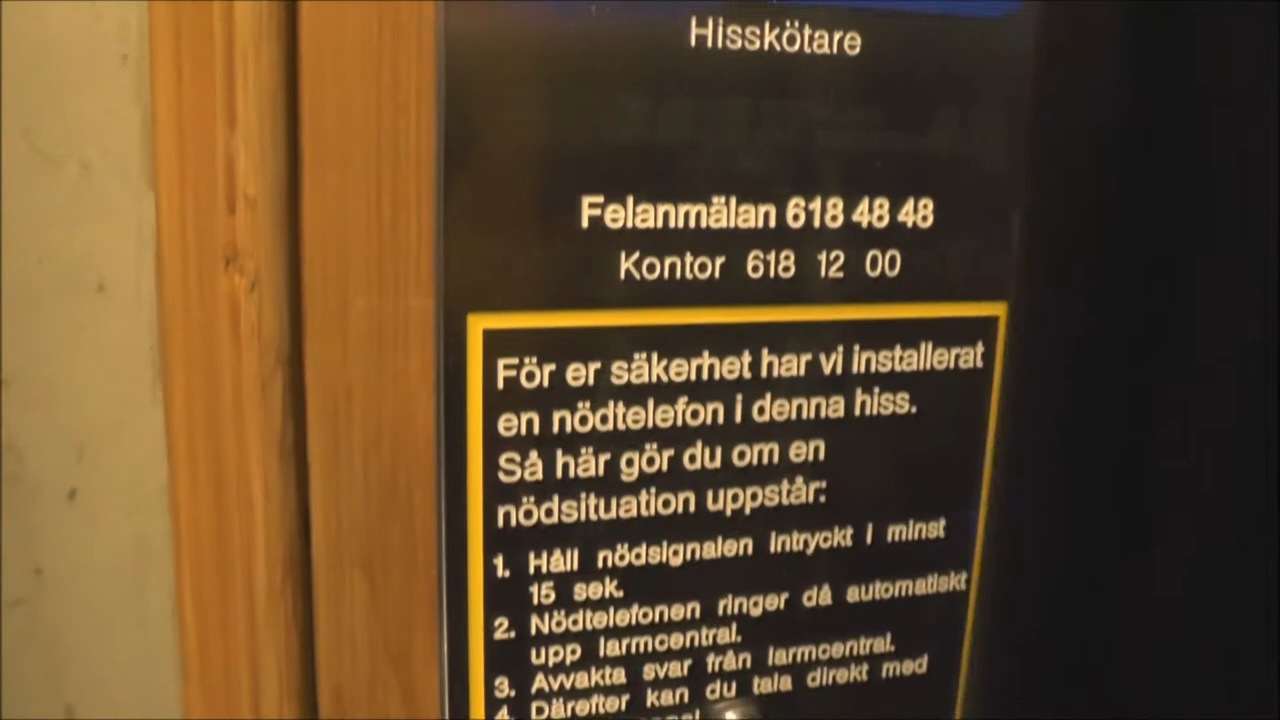 Hisskötare
Felanmälan 618 48 48
Kontor 618 12 00
För er säkerhet har vi installerat
en nödtelefon i denna hiss.
Så här gör du om en
nödsituation uppstår:
1. Håll nödsignalen intryckt i minst
15 sek.
2. Nödtelefonen ringer då automatiskt
upp larmcentral.
3. Avvakta svar från larmcentral.
4. Därefter kan du tala direkt med